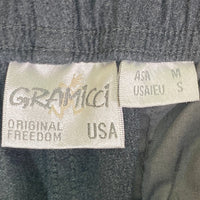 GRAMICCI
ORIGINAL
FREEDOM
USA
ASIA M
USA/EU S